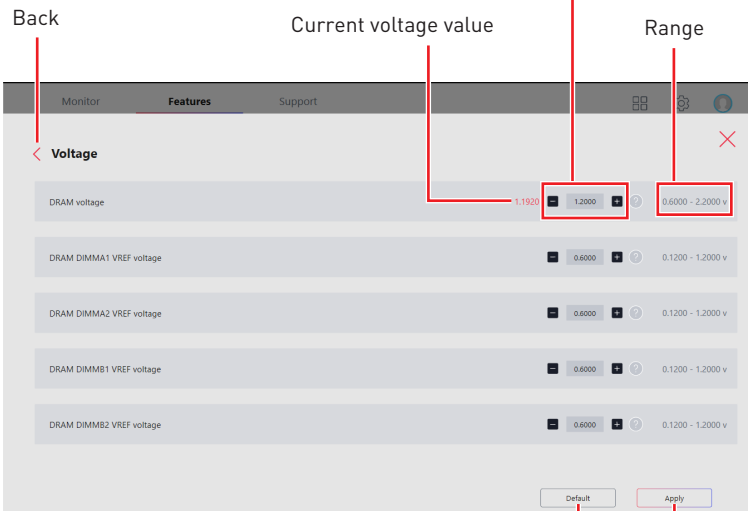 Back
Current voltage value
Range
Monitor Features Support
Voltage
DRAM voltage 1.1920 - 1.2000 + ? 0.6000 - 2.2000 v
DRAM DIMMA1 VREF voltage - 0.6000 + ? 0.1200 - 1.2000 v
DRAM DIMMA2 VREF voltage - 0.6000 + ? 0.1200 - 1.2000 v
DRAM DIMMB1 VREF voltage - 0.6000 + ? 0.1200 - 1.2000 v
DRAM DIMMB2 VREF voltage - 0.6000 + ? 0.1200 - 1.2000 v
Default Apply